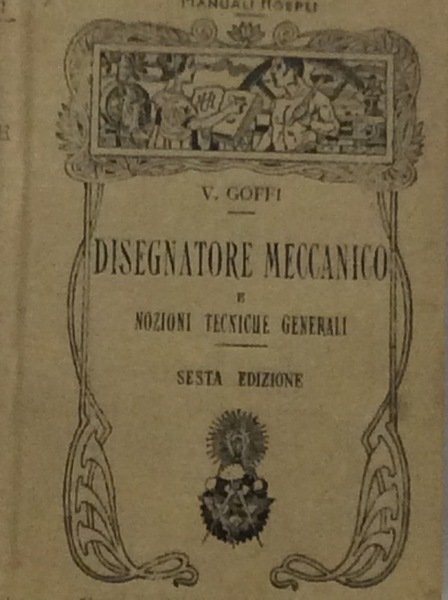 MANUALI HOEPLI
V. GOFFI
DISEGNATORE MECCANICO
E
NOZIONI TECNICHE GENERALI
SESTA EDIZIONE